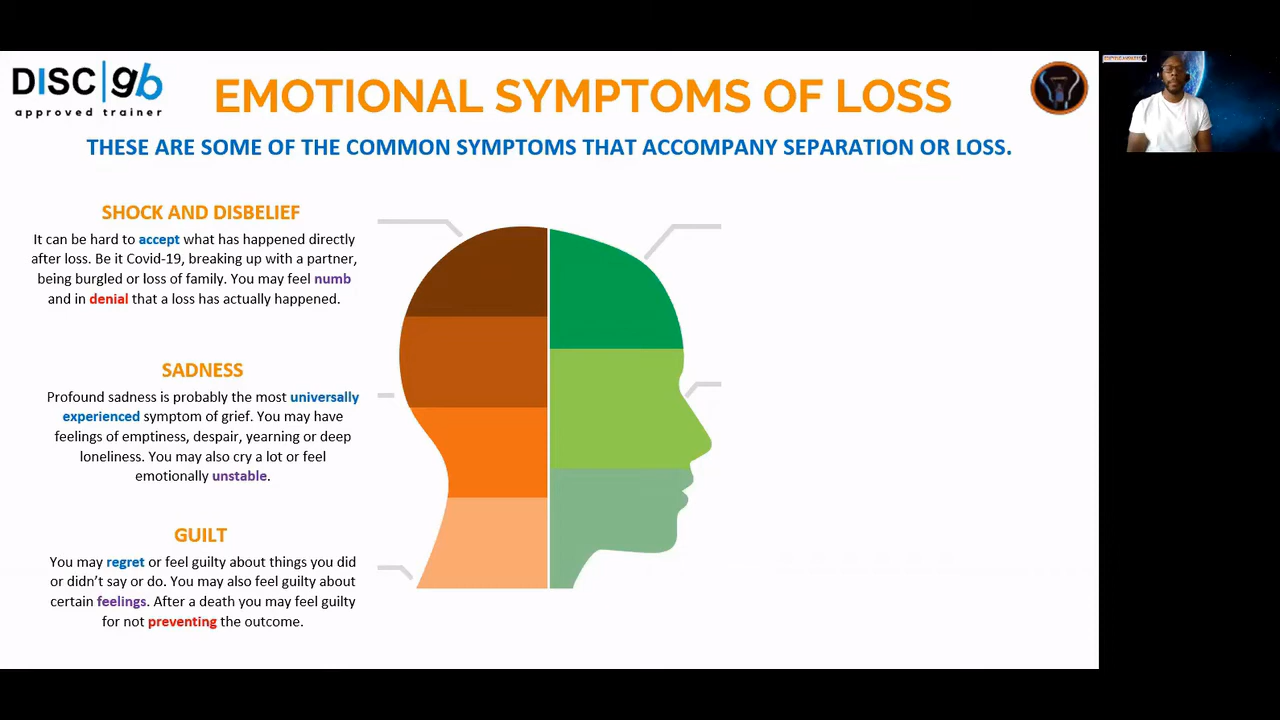 DISC|gb
approved trainer
EMOTIONAL SYMPTOMS OF LOSS
THESE ARE SOME OF THE COMMON SYMPTOMS THAT ACCOMPANY SEPARATION OR LOSS.
SHOCK AND DISBELIEF
It can be hard to accept what has happened directly
after loss. Be it Covid-19, breaking up with a partner,
being burgled or loss of family. You may feel numb
and in denial that a loss has actually happened.
SADNESS
Profound sadness is probably the most universally
experienced symptom of grief. You may have
feelings of emptiness, despair, yearning or deep
loneliness. You may also cry a lot or feel
emotionally unstable.
GUILT
You may regret or feel guilty about things you did
or didn’t say or do. You may also feel guilty about
certain feelings. After a death you may feel guilty
for not preventing the outcome.